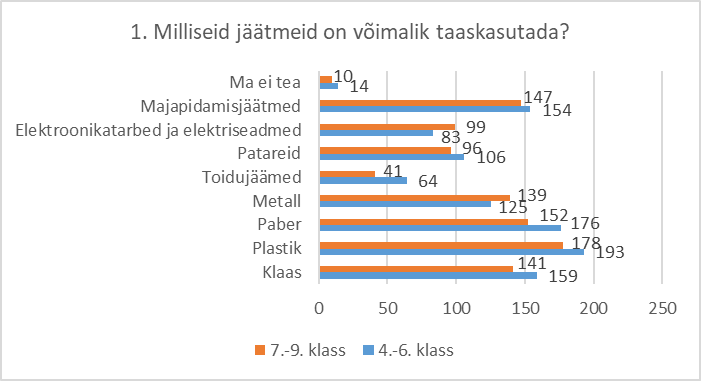 1. Milliseid jäätmeid on võimalik taaskasutada?
Ma ei tea 10
14
Majapidamisjäätmed 147
154
Elektroonikatarbed ja elektriseadmed 99
83
Patareid 96
106
Toidujäämed 41
64
Metall 139
125
Paber 152
176
Plastik 178
193
Klaas 141
159
0 50 100 150 200 250
7.-9. klass 4.-6. klass